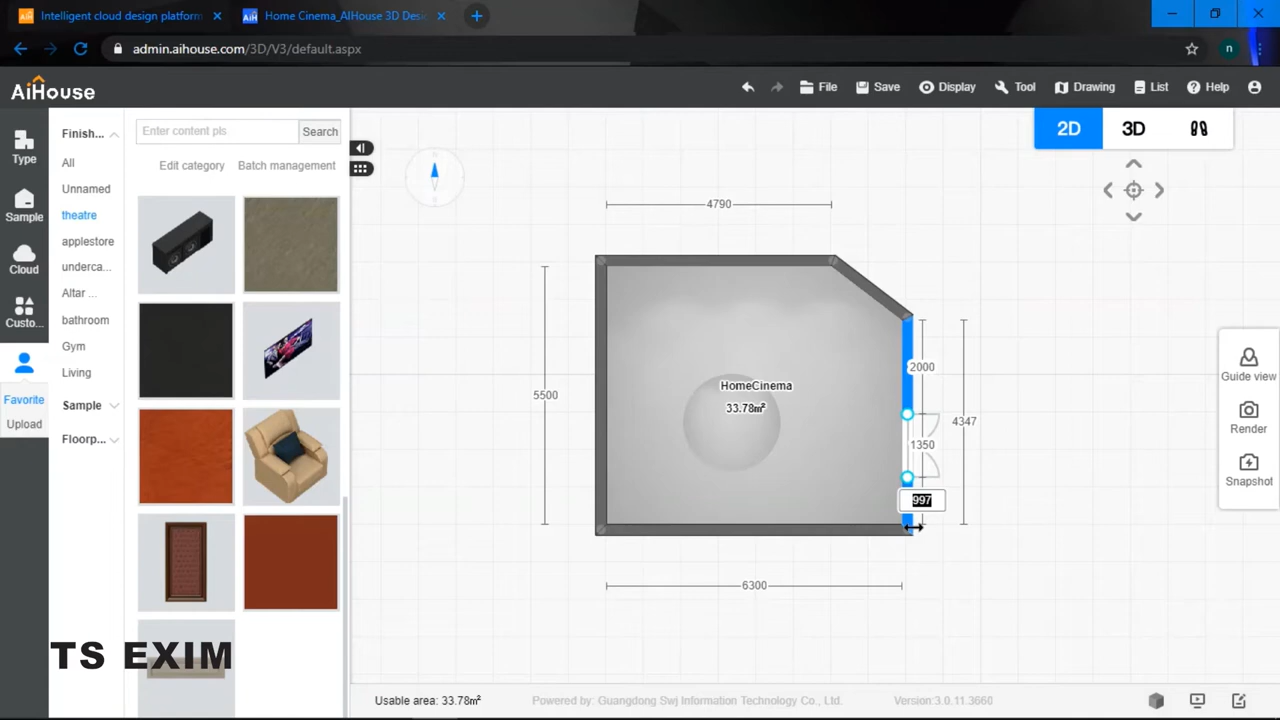 Intelligent cloud design platform
Home Cinema_AIHouse 3D Des
admin.aihouse.com/3D/V3/default.aspx
n
AiHouse
File
Save
Display
Tool
Drawing
List
Help
Type
Sample
Cloud
Custo...
Favorite
Upload
Finish...
All
Unnamed
theatre
applestore
underca...
Altar ...
bathroom
Gym
Living
Sample
Floorp...
Enter content pls
Search
Edit category
Batch management
2D
3D
4790
5500
HomeCinema
33.78m²
2000
1350
997
4347
6300
Guide view
Render
Snapshot
TS EXIM
Usable area: 33.78m²
Powered by: Guangdong Swj Information Technology Co., Ltd.
Version:3.0.11.3660